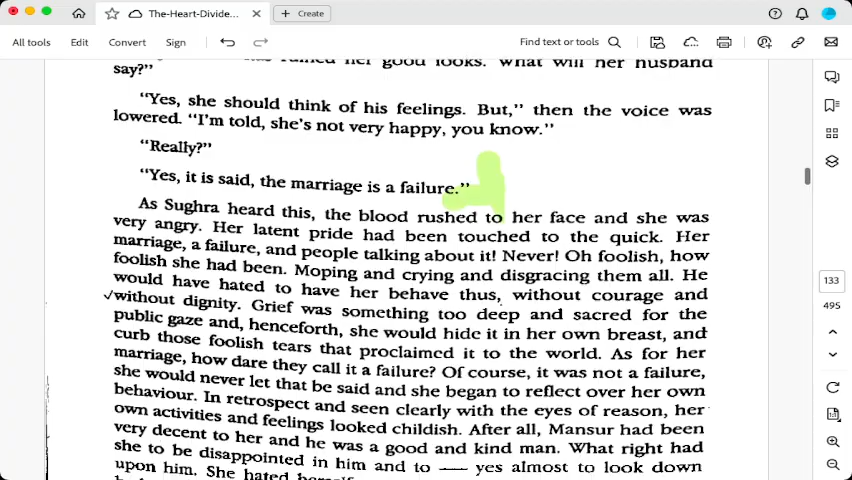 The-Heart-Divide...
Create
All tools
Edit
Convert
Sign
Find text or tools
her good looks. What will her husband
say?"
"Yes, she should think of his feelings. But," then the voice was
lowered. "I'm told, she's not very happy, you know."
"Really?"
"Yes, it is said, the marriage is a failure."
As Sughra heard this, the blood rushed to her face and she was
very angry. Her latent pride had been touched to the quick. Her
marriage, a failure, and people talking about it! Never! Oh foolish, how
foolish she had been. Moping and crying and disgracing them all. He
would have hated to have her behave thus, without courage and
without dignity. Grief was something too deep and sacred for the
public gaze and, henceforth, she would hide it in her own breast, and
curb those foolish tears that proclaimed it to the world. As for her
marriage, how dare they call it a failure? Of course, it was not a failure,
she would never let that be said and she began to reflect over her own
behaviour. In retrospect and seen clearly with the eyes of reason, her
own activities and feelings looked childish. After all, Mansur had been
very decent to her and he was a good and kind man. What right had
she to be disappointed in him and to — yes almost to look down
upon him. She hated herself
133
495